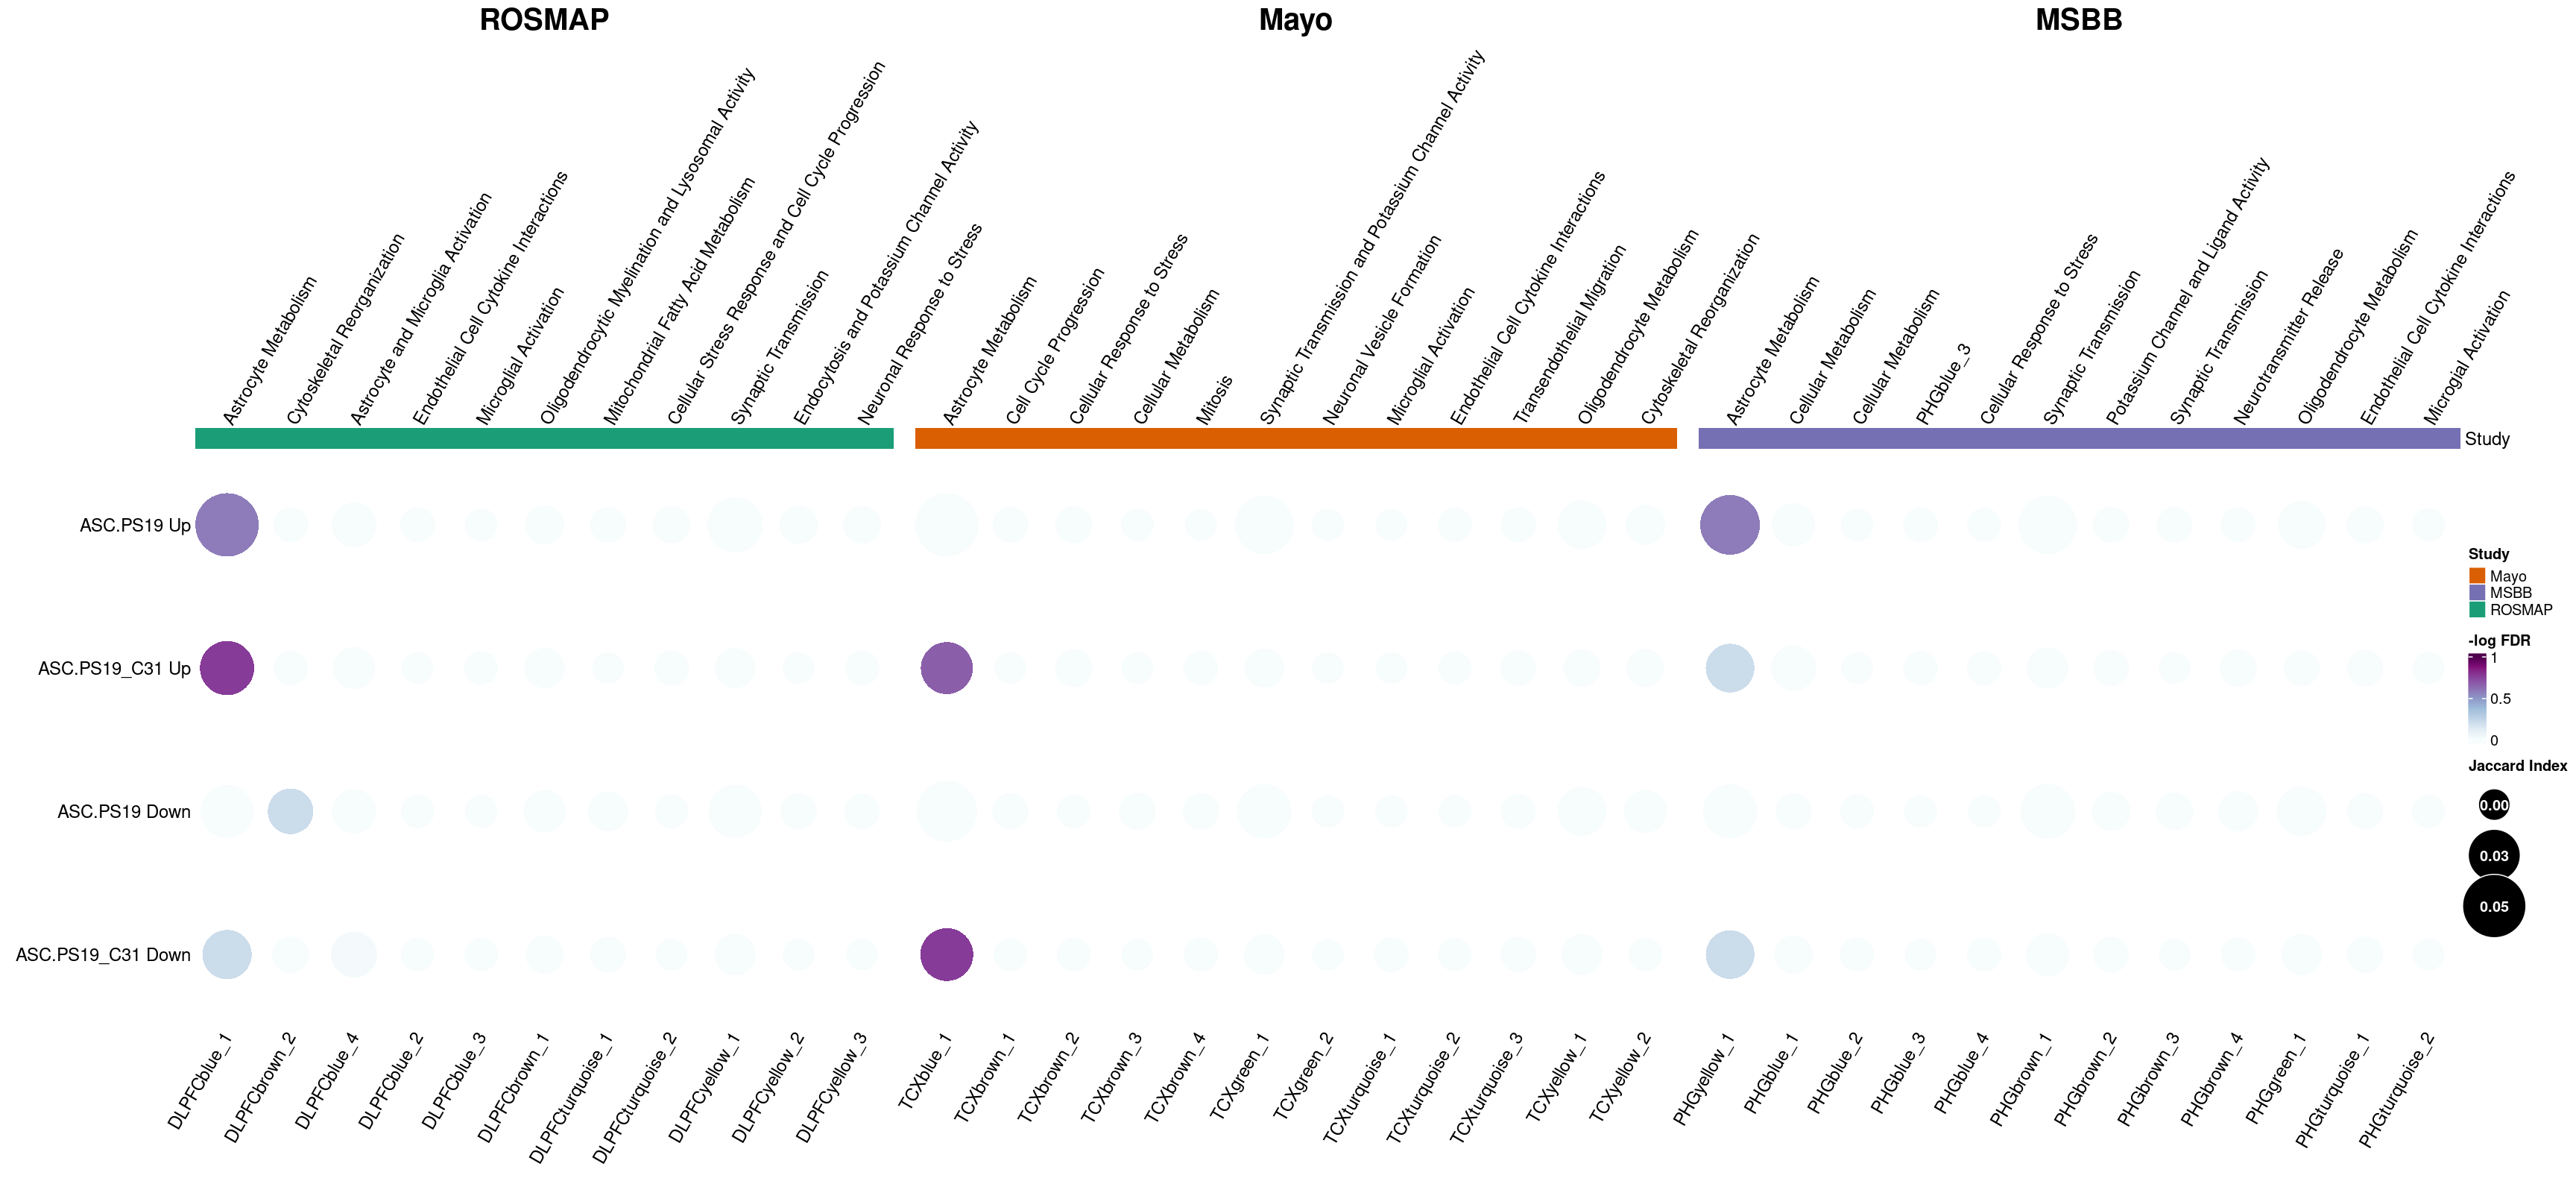 ROSMAP
Mayo
MSBB
Astrocyte Metabolism
Cytoskeletal Reorganization
Astrocyte and Microglia Activation
Endothelial Cell Cytokine Interactions
Microglial Activation
Oligodendrocytic Myelination and Lysosomal Activity
Mitochondrial Fatty Acid Metabolism
Cellular Stress Response and Cell Cycle Progression
Synaptic Transmission
Endocytosis and Potassium Channel Activity
Neuronal Response to Stress
Astrocyte Metabolism
Cell Cycle Progression
Cellular Response to Stress
Cellular Metabolism
Mitosis
Synaptic Transmission and Potassium Channel Activity
Neuronal Vesicle Formation
Microglial Activation
Endothelial Cell Cytokine Interactions
Transendothelial Migration
Oligodendrocyte Metabolism
Cytoskeletal Reorganization
Astrocyte Metabolism
Cellular Metabolism
Cellular Metabolism
PHGblue_3
Cellular Response to Stress
Synaptic Transmission
Potassium Channel and Ligand Activity
Synaptic Transmission
Neurotransmitter Release
Oligodendrocyte Metabolism
Endothelial Cell Cytokine Interactions
Microglial Activation
Study
ASC.PS19 Up
ASC.PS19_C31 Up
ASC.PS19 Down
ASC.PS19_C31 Down
DLPFCblue_1
DLPFCbrown_2
DLPFCblue_4
DLPFCblue_2
DLPFCblue_3
DLPFCbrown_1
DLPFCturquoise_1
DLPFCturquoise_2
DLPFCyellow_1
DLPFCyellow_2
DLPFCyellow_3
TCXblue_1
TCXbrown_1
TCXbrown_2
TCXbrown_3
TCXbrown_4
TCXgreen_1
TCXgreen_2
TCXturquoise_1
TCXturquoise_2
TCXturquoise_3
TCXyellow_1
TCXyellow_2
PHGyellow_1
PHGblue_1
PHGblue_2
PHGblue_3
PHGblue_4
PHGbrown_1
PHGbrown_2
PHGbrown_3
PHGbrown_4
PHGgreen_1
PHGturquoise_1
PHGturquoise_2
Study
Mayo
MSBB
ROSMAP
-log FDR
1
0.5
0
Jaccard Index
0.00
0.03
0.05